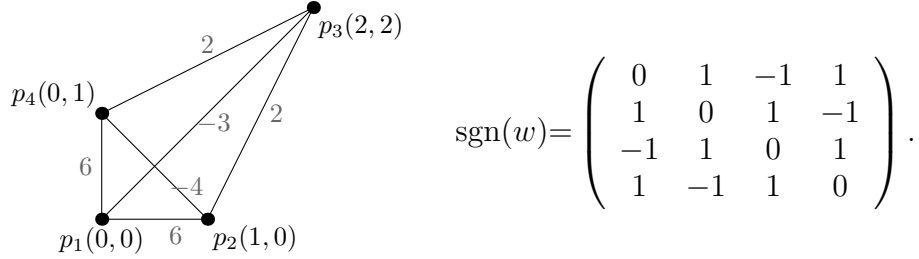 p₃(2, 2)
2
p₄(0, 1)
−3
2
6
−4
p₁(0, 0)
6
p₂(1, 0)
sgn(w)= ( 0 1 −1 1
1 0 1 −1
−1 1 0 1
1 −1 1 0 ) .